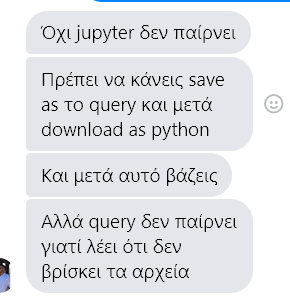 Όχι jupyter δεν παίρνει
Πρέπει να κάνεις save
as το query και μετά
download as python
Και μετά αυτό βάζεις
Αλλά query δεν παίρνει
γιατί λέει ότι δεν
βρίσκει τα αρχεία